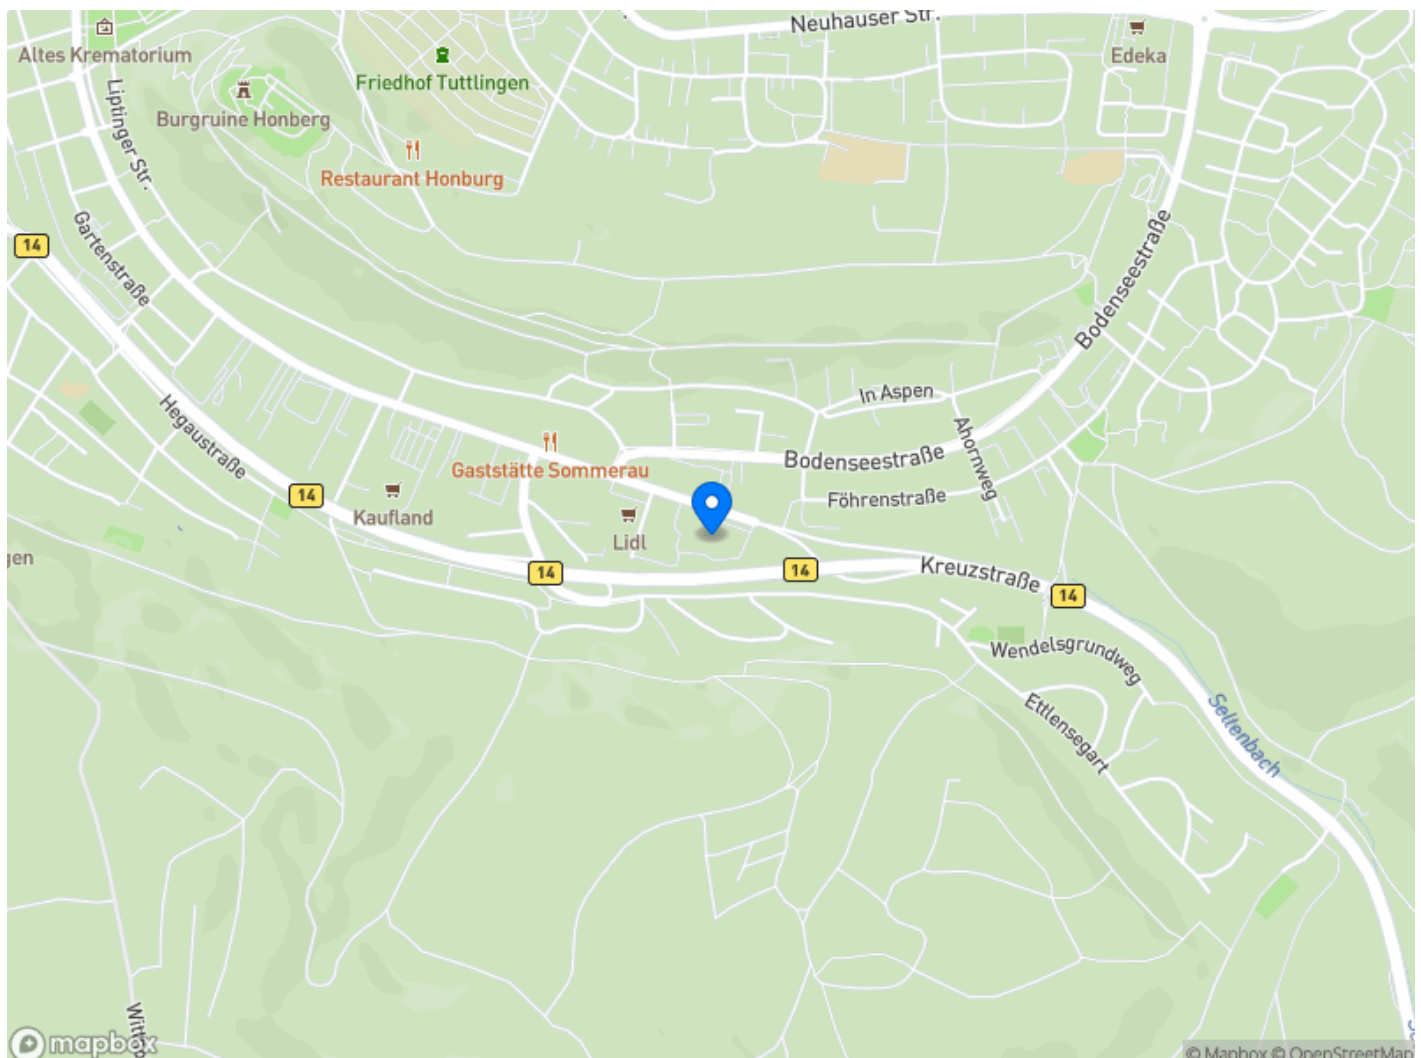 Neuhauser Str.
Edeka
Altes Krematorium
Friedhof Tuttlingen
Burgruine Honberg
Liptinger Str.
Restaurant Honburg
14
Gartenstraße
Bodenseestraße
In Aspen
Hegaustraße
Ahornweg
Gaststätte Sommerau
Bodenseestraße
14
Kaufland
Föhrenstraße
Lidl
gen
14
14
Kreuzstraße
14
Wendelsgrundweg
Ettlensegart
Seltenbach
mapbox
© Mapbox © OpenStreetMap